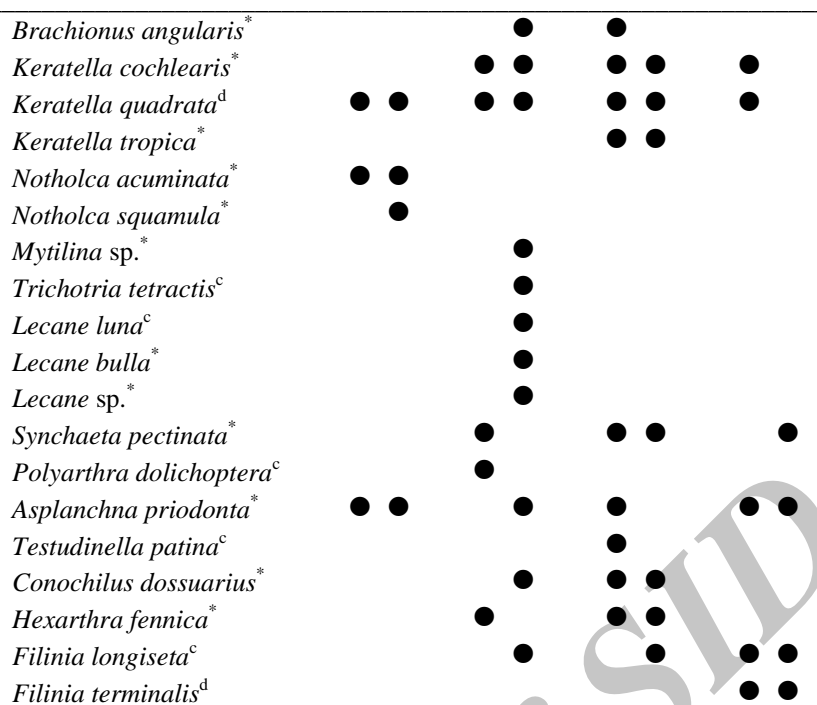 Brachionus angularis* ● ●
Keratella cochlearis* ● ● ● ● ●
Keratella quadrata^d ● ● ● ● ● ● ●
Keratella tropica* ● ●
Notholca acuminata* ● ●
Notholca squamula* ●
Mytilina sp.* ●
Trichotria tetractis^c ●
Lecane luna^c ●
Lecane bulla* ●
Lecane sp.* ●
Synchaeta pectinata* ● ● ● ●
Polyarthra dolichoptera^c ●
Asplanchna priodonta* ● ● ● ● ● ●
Testudinella patina^c ●
Conochilus dossuarius* ● ● ●
Hexarthra fennica* ● ● ●
Filinia longiseta^c ● ● ● ●
Filinia terminalis^d ● ●
SID